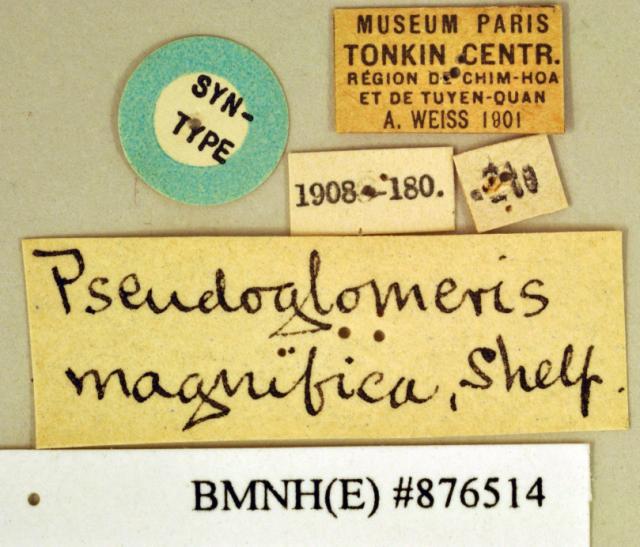 SYN-
TYPE
MUSEUM PARIS
TONKIN CENTR.
RÉGION DE CHIM-HOA
ET DE TUYEN-QUAN
A. WEISS 1901
1908-180.
Pseudoglomeris
magnifica, Shelf.
BMNH(E) #876514